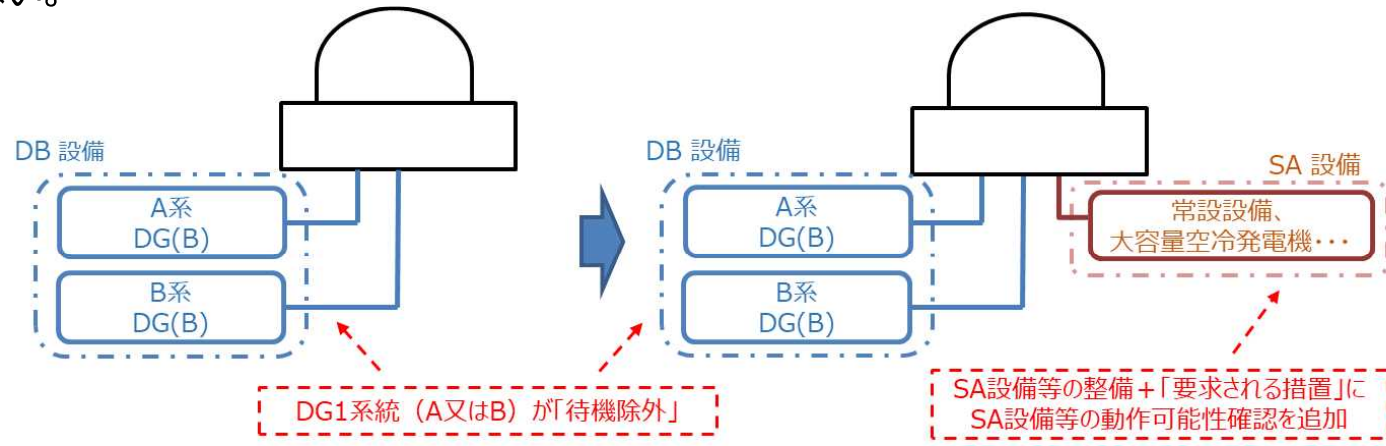 い。
DB 設備
A系
DG(B)
B系
DG(B)
DB 設備
A系
DG(B)
B系
DG(B)
SA 設備
常設設備、
大容量空冷発電機・・・
DG1系統（A又はB）が「待機除外」
SA設備等の整備＋「要求される措置」に
SA設備等の動作可能性確認を追加